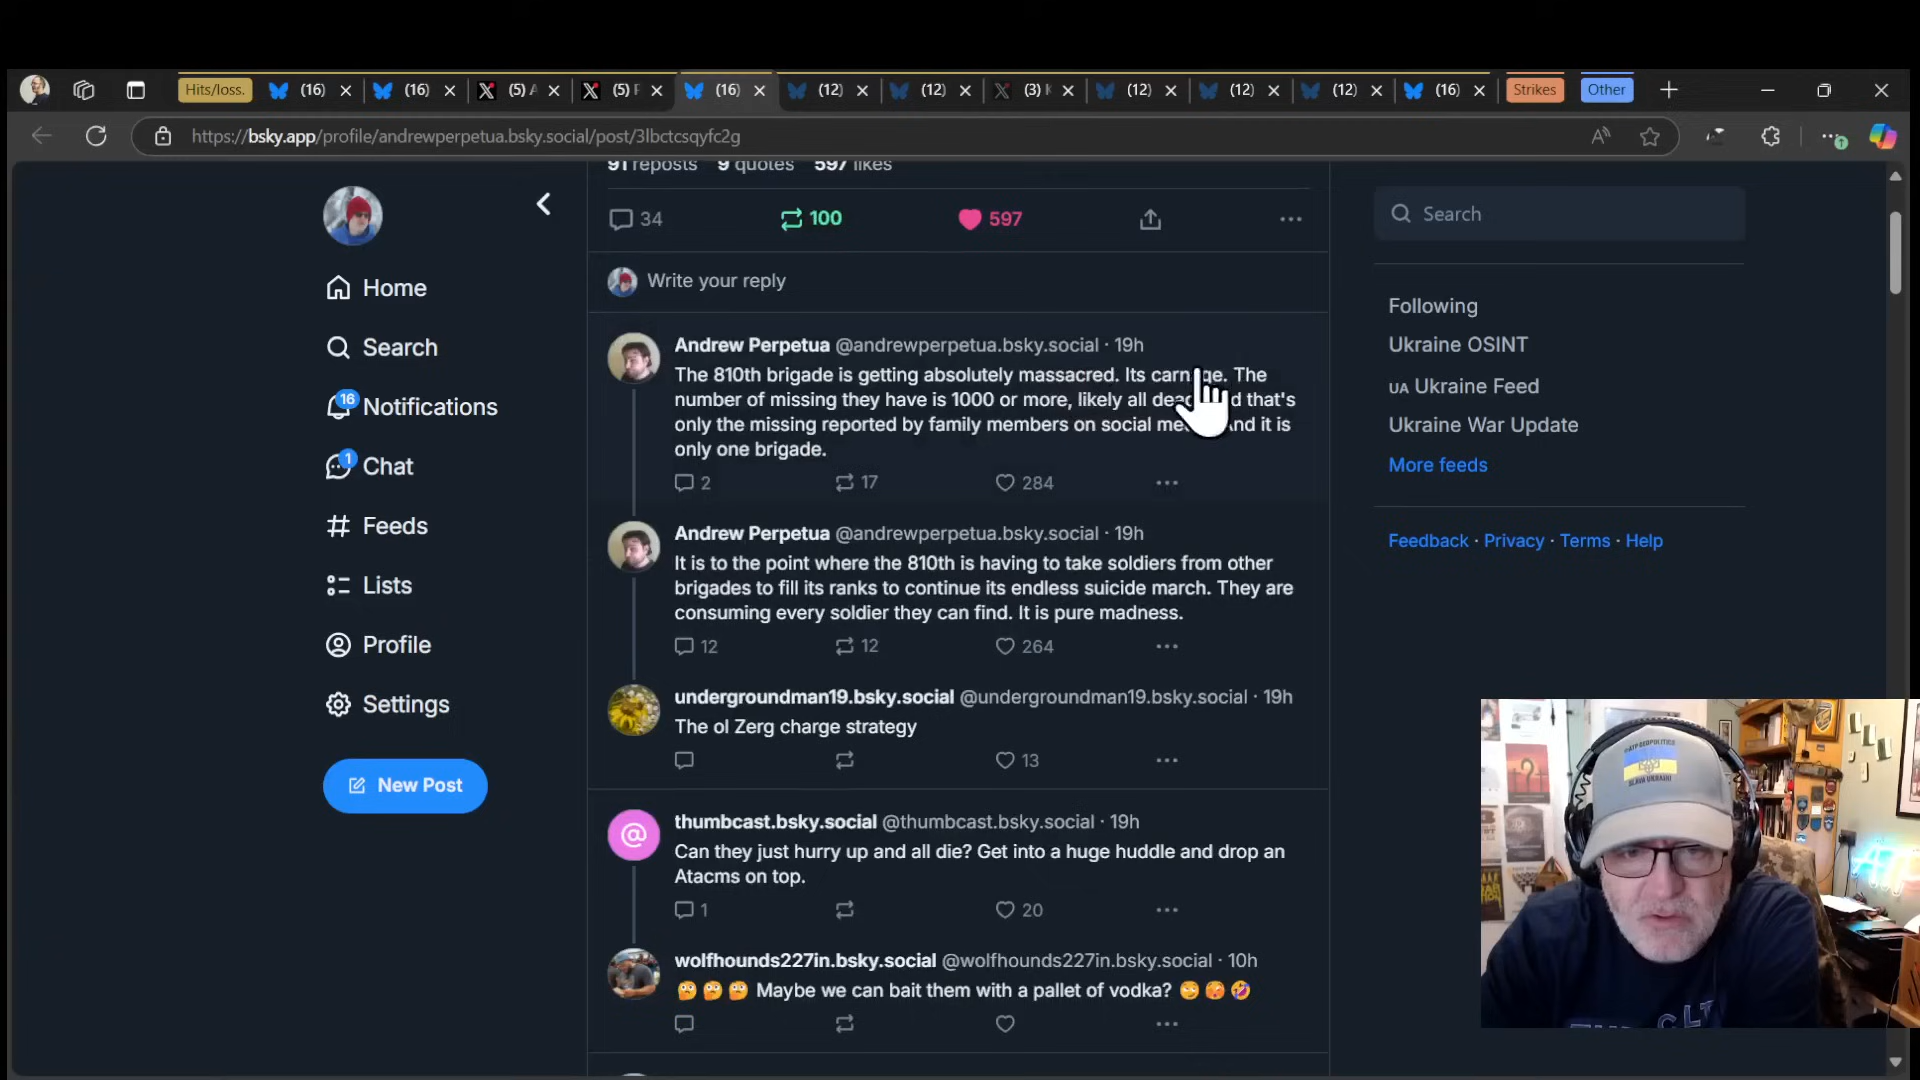 Hits/loss.
(16)
(16)
(5)
(5)
(16)
(12)
(12)
(3)
(12)
(12)
(12)
(16)
Strikes
Other
https://bsky.app/profile/andrewperpetua.bsky.social/post/3lbctcsqyfc2g
91 reposts 9 quotes 597 likes
34
100
597
Write your reply
Home
Search
16
Notifications
1
Chat
Feeds
Lists
Profile
Settings
New Post
Andrew Perpetua @andrewperpetua.bsky.social · 19h
The 810th brigade is getting absolutely massacred. Its The
number of missing they have is 1000 or more, likely all that's
only the missing reported by family members on social it is
only one brigade.
2
17
284
Andrew Perpetua @andrewperpetua.bsky.social · 19h
It is to the point where the 810th is having to take soldiers from other
brigades to fill its ranks to continue its endless suicide march. They are
consuming every soldier they can find. It is pure madness.
12
12
264
undergroundman19.bsky.social @undergroundman19.bsky.social · 19h
The ol Zerg charge strategy
13
thumbcast.bsky.social @thumbcast.bsky.social · 19h
Can they just hurry up and all die? Get into a huge huddle and drop an
Atacms on top.
1
20
wolfhounds227in.bsky.social @wolfhounds227in.bsky.social · 10h
Maybe we can bait them with a pallet of vodka?
Search
Following
Ukraine OSINT
UA Ukraine Feed
Ukraine War Update
More feeds
Feedback · Privacy · Terms · Help
ATP GEOPOLITICS
SLAVA UKRAINI